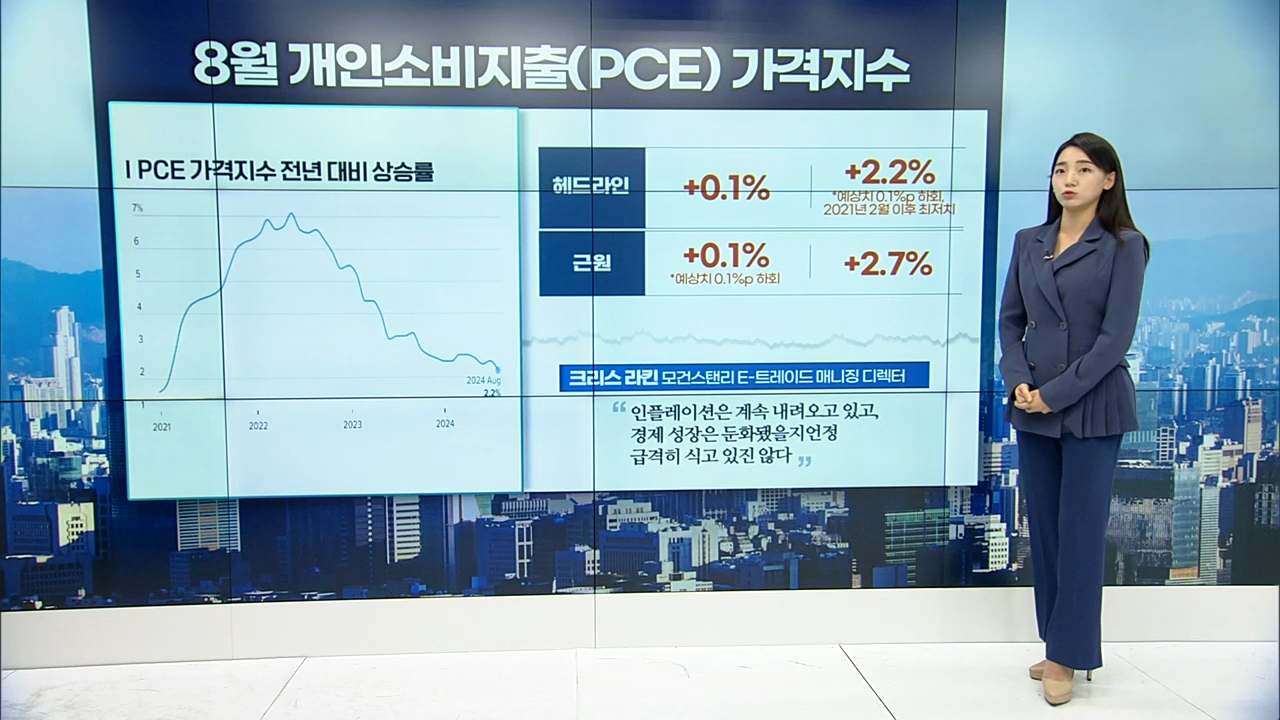 8월 개인소비지출(PCE) 가격지수
I PCE 가격지수 전년 대비 상승률
7%
6
5
4
3
2
1
2024 Aug
2.2%
2021
2022
2023
2024
헤드라인
+0.1%
+2.2%
*예상치 0.1%p 하회,
2021년 2월 이후 최저치
근원
+0.1%
*예상치 0.1%p 하회
+2.7%
크리스 라킨 모건스탠리 E-트레이드 매니징 디렉터
“ 인플레이션은 계속 내려오고 있고,
경제 성장은 둔화됐을지언정
급격히 식고 있진 않다 ”